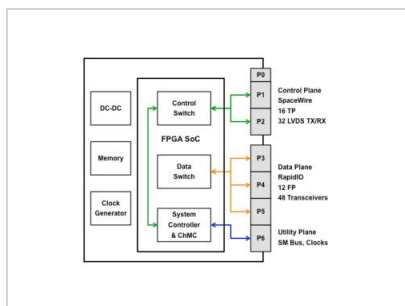 DC-DC
Memory
Clock
Generator
Control
Switch
FPGA SoC
Data
Switch
System
Controller
& ChMC
P0
P1
P2
P3
P4
P5
P6
Control Plane
SpaceWire
16 TP
32 LVDS TX/RX
Data Plane
RapidIO
12 FP
48 Transceivers
Utility Plane
SM Bus, Clocks